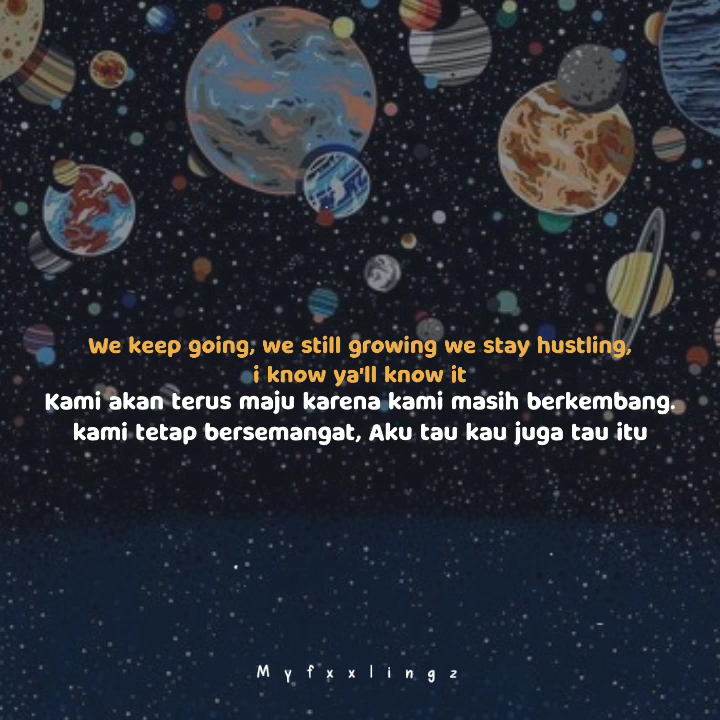 We keep going, we still growing we stay hustling,
i know ya'll know it
Kami akan terus maju karena kami masih berkembang.
kami tetap bersemangat, Aku tau kau juga tau itu
Myfxxlingz